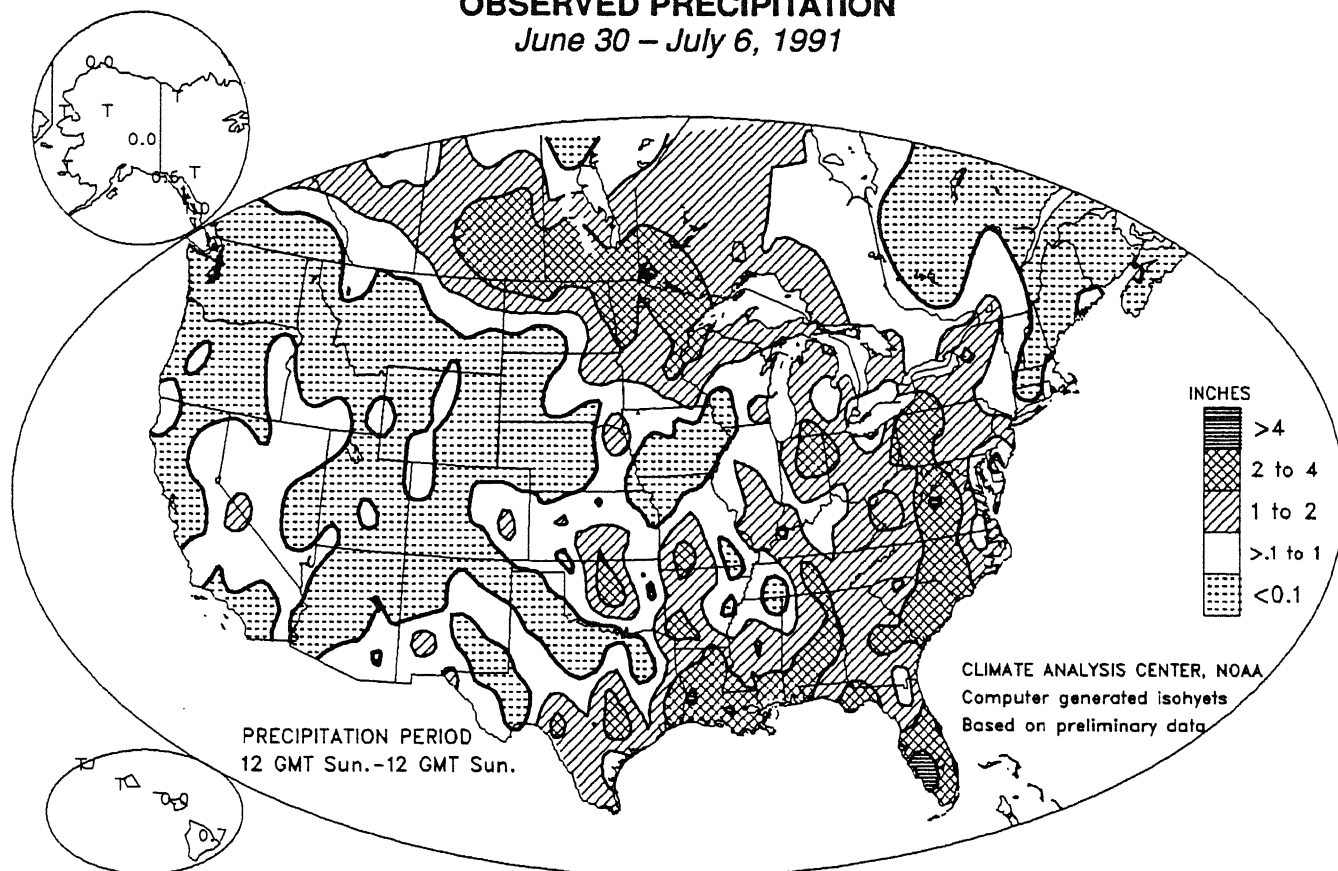 OBSERVED PRECIPITATION
June 30 – July 6, 1991
0.0
T
T
T
0.0
T
T
INCHES
>4
2 to 4
1 to 2
>.1 to 1
<0.1
CLIMATE ANALYSIS CENTER, NOAA
Computer generated isohyets
Based on preliminary data
PRECIPITATION PERIOD
12 GMT Sun.-12 GMT Sun.
T
T
0.0
0.7